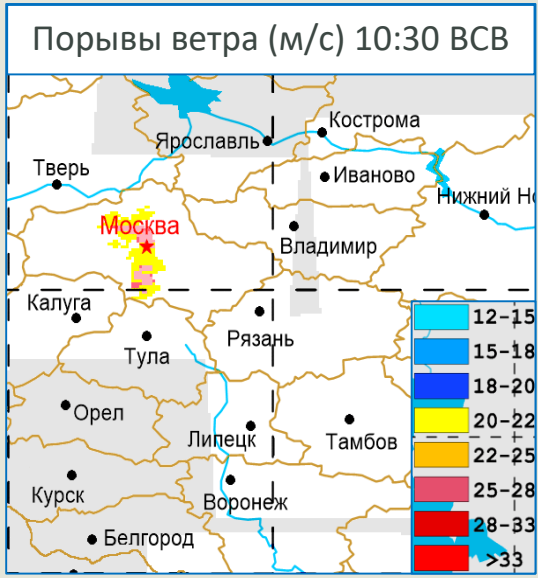 Порывы ветра (м/с) 10:30 ВСВ
Кострома
Ярославль
Тверь
Иваново
Нижний Но
Москва
Владимир
Калуга
Рязань
Тула
12–15
15–18
18–20
20–22
22–25
25–28
28–33
>33
Орел
Липецк
Тамбов
Курск
Воронеж
Белгород